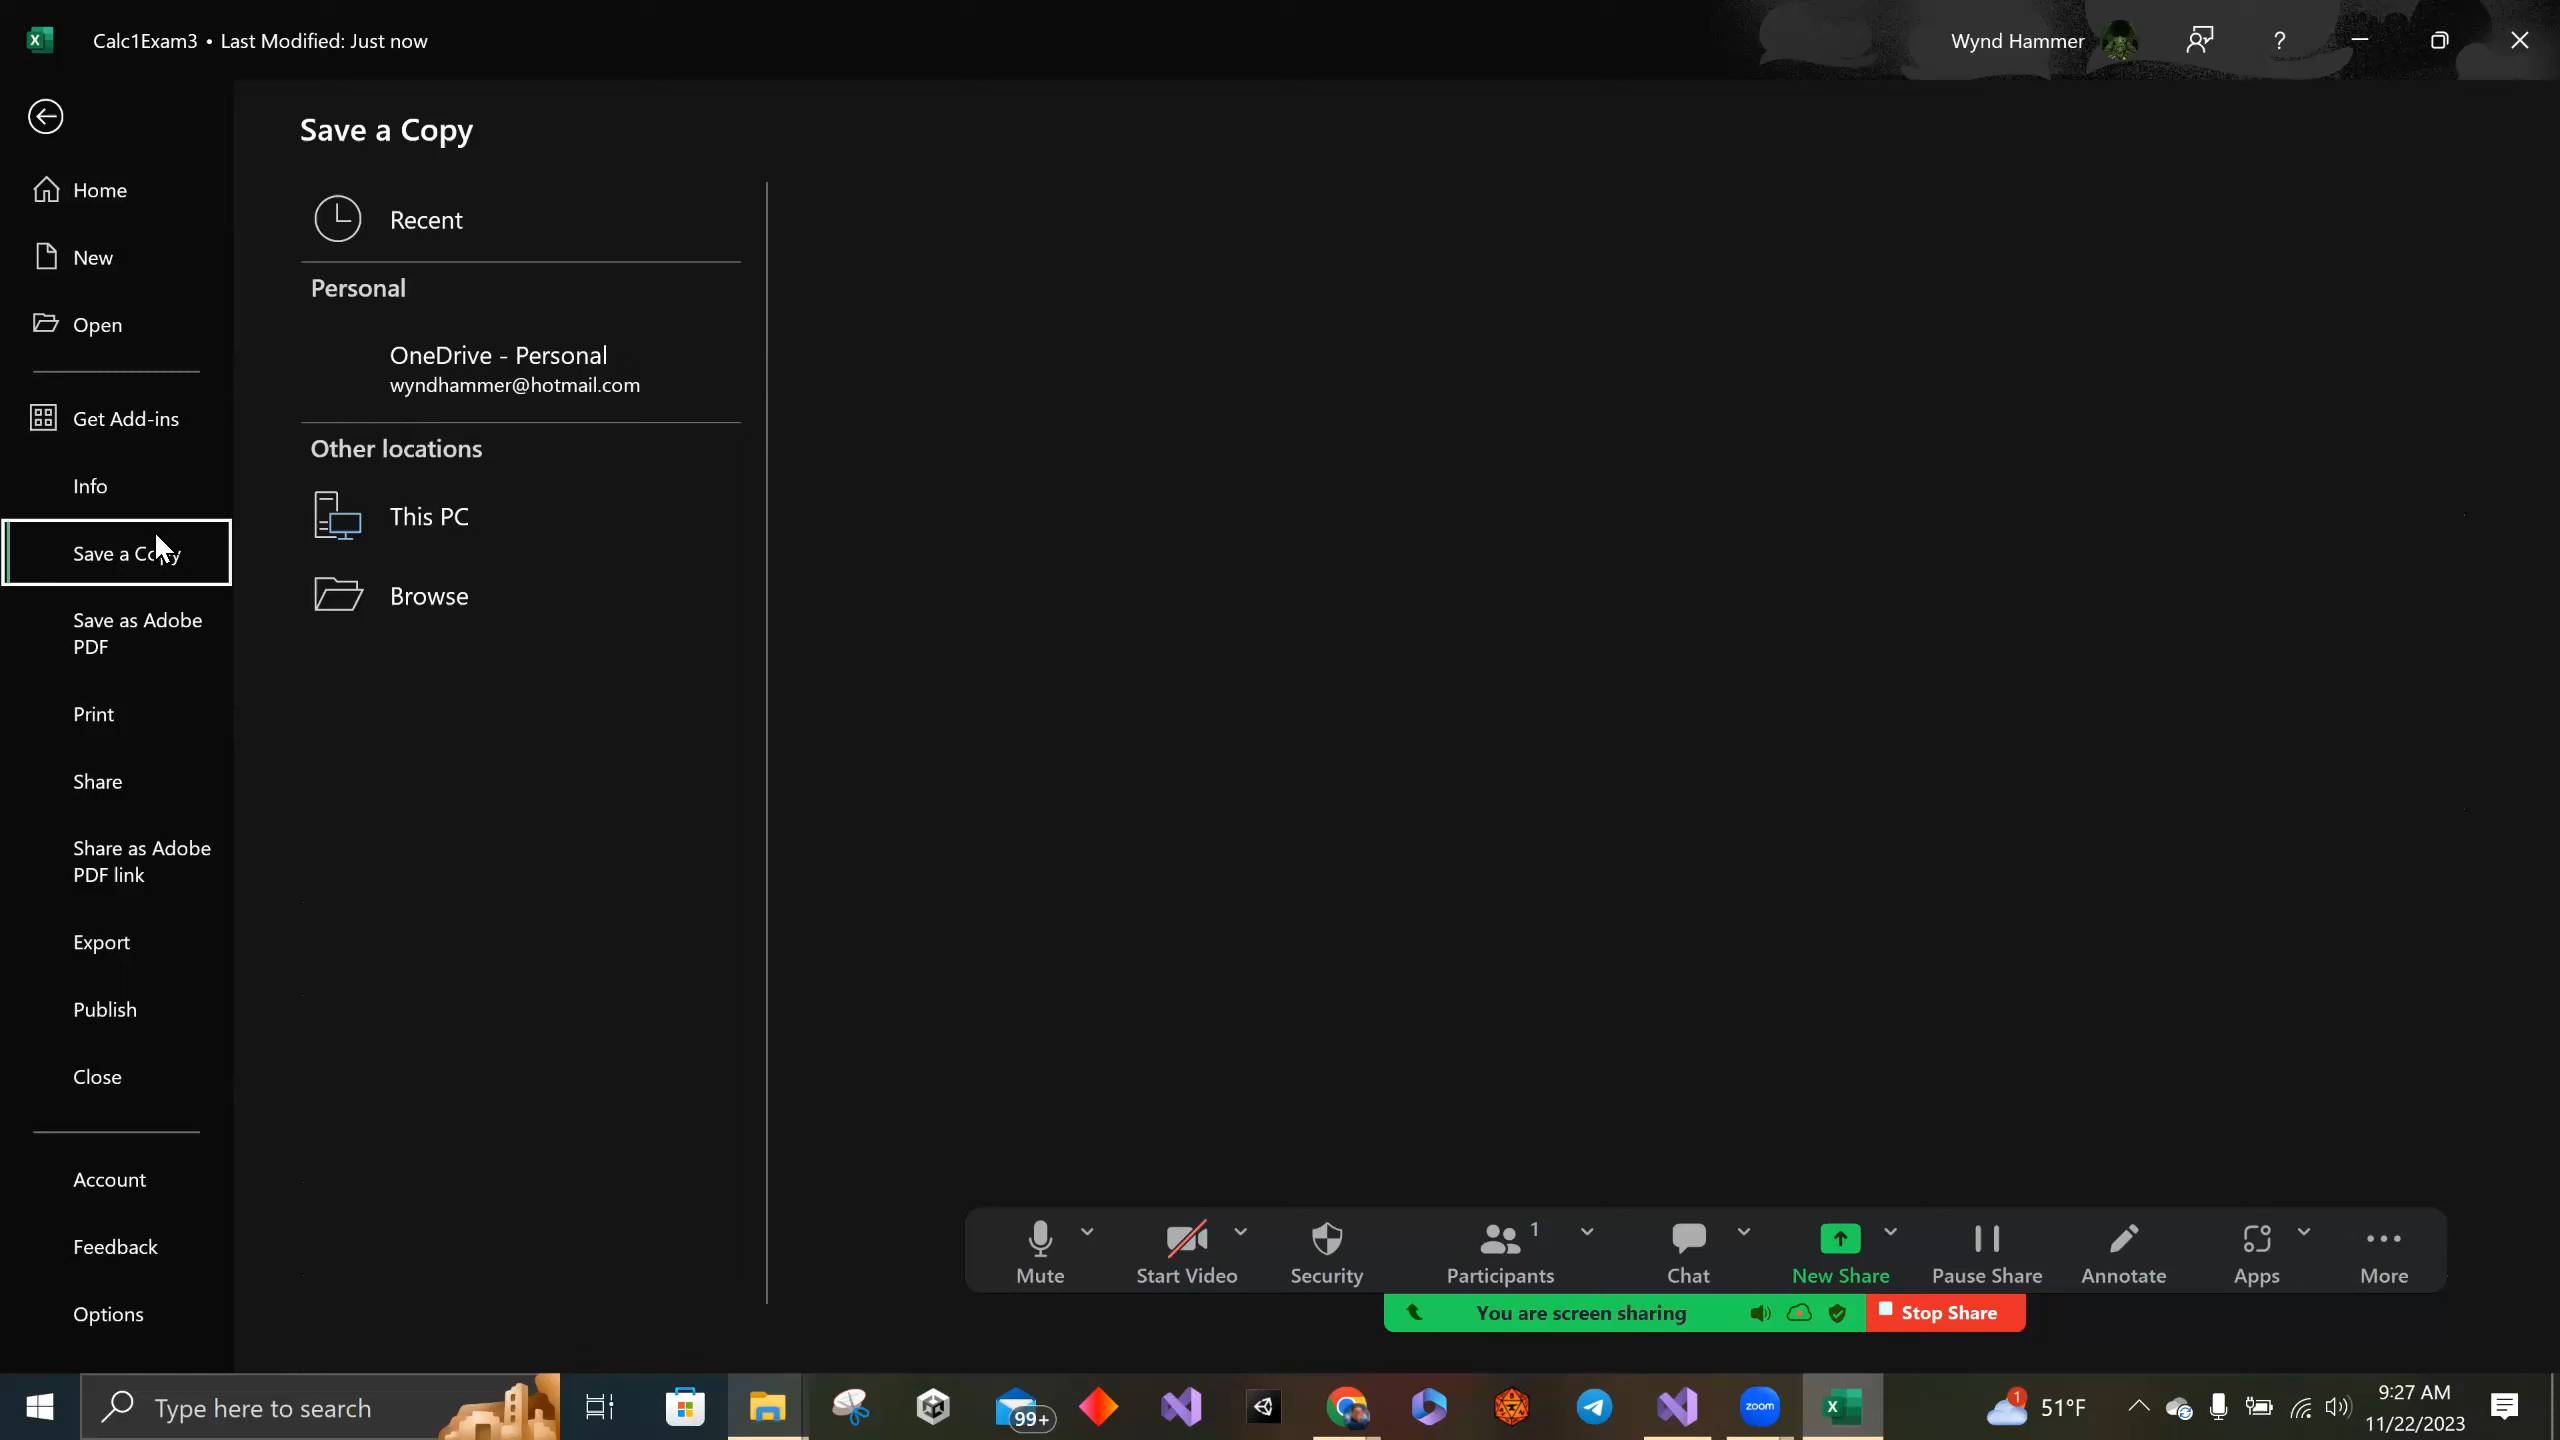 Calc1Exam3 • Last Modified: Just now
Wynd Hammer
?
Save a Copy
Home
New
Open
Get Add-ins
Info
Save a Copy
Save as Adobe
PDF
Print
Share
Share as Adobe
PDF link
Export
Publish
Close
Account
Feedback
Options
Recent
Personal
OneDrive - Personal
wyndhammer@hotmail.com
Other locations
This PC
Browse
1
Mute
Start Video
Security
Participants
Chat
New Share
Pause Share
Annotate
Apps
More
You are screen sharing
Stop Share
Type here to search
99+
zoom
1
51°F
9:27 AM
11/22/2023